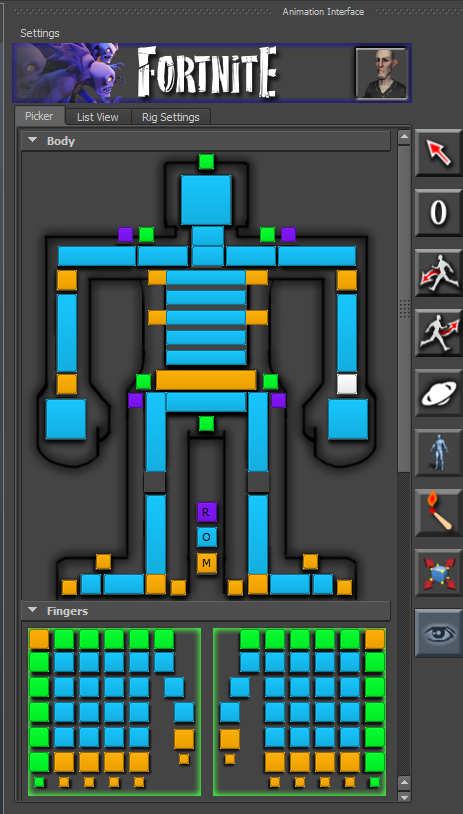 Animation Interface
Settings
FORTNITE
Picker
List View
Rig Settings
Body
0
R
O
M
Fingers